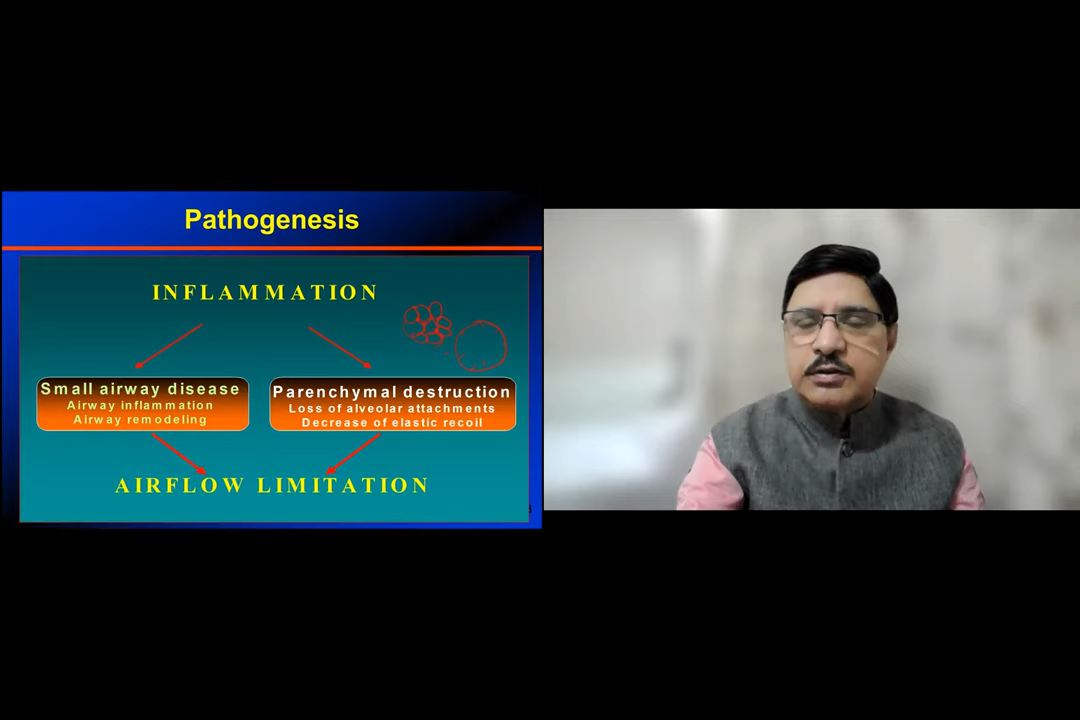 Pathogenesis
INFLAMMATION
Small airway disease
Airway inflammation
Airway remodeling
Parenchymal destruction
Loss of alveolar attachments
Decrease of elastic recoil
AIRFLOW LIMITATION